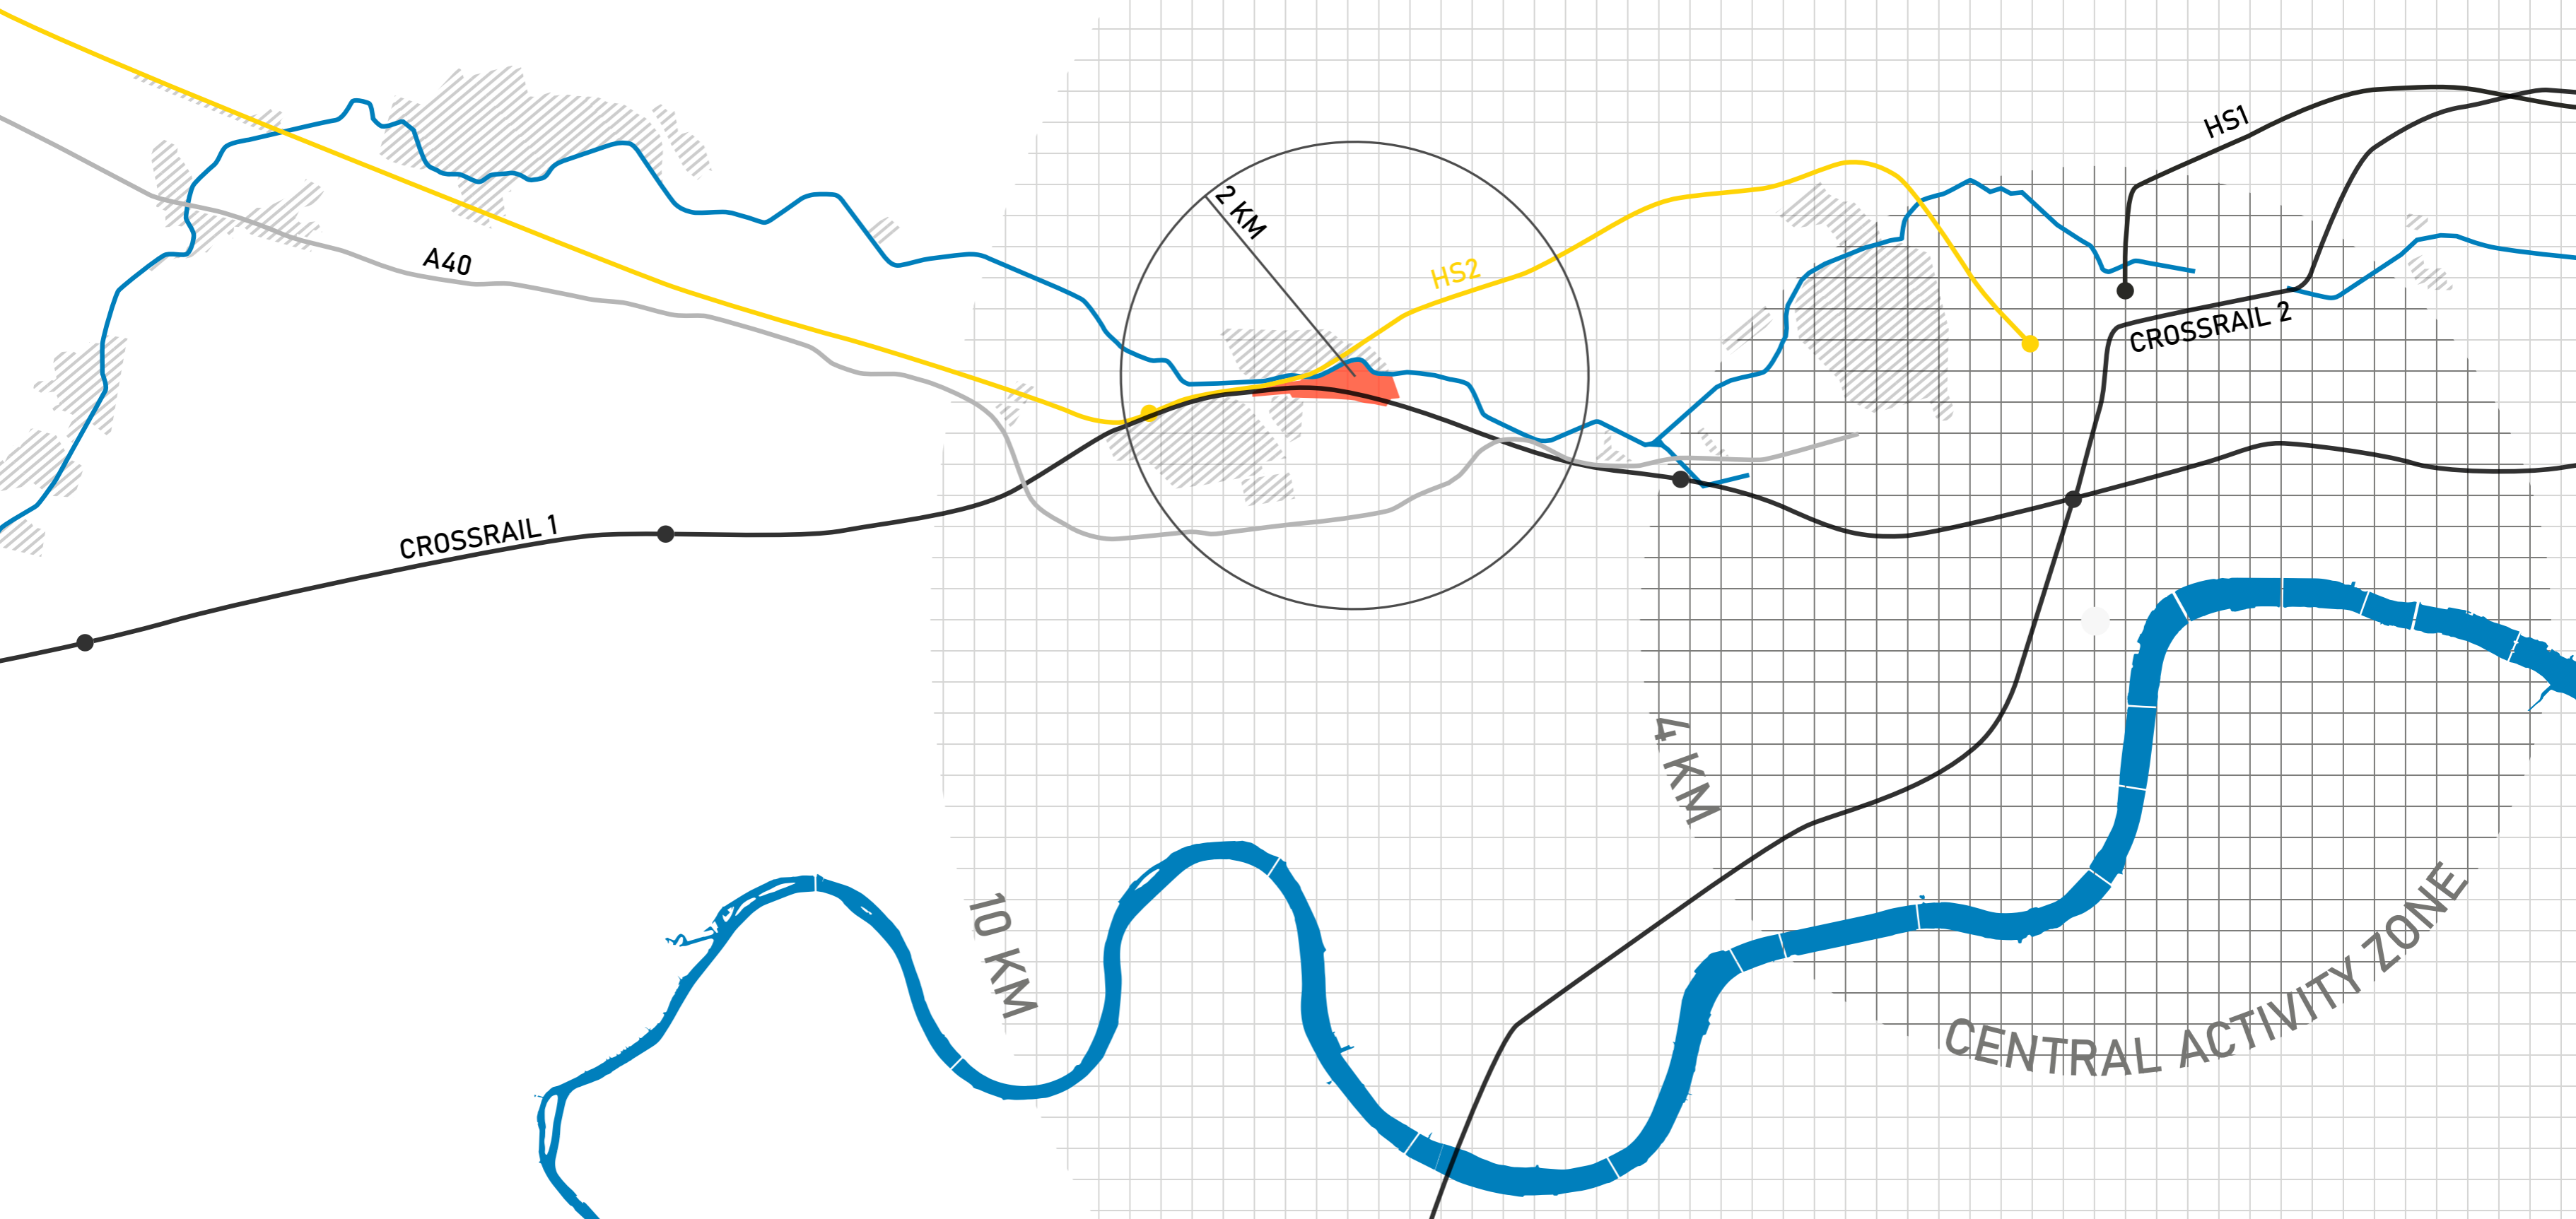 HS1
2 KM
A40
HS2
CROSSRAIL 2
CROSSRAIL 1
4 KM
10 KM
CENTRAL ACTIVITY ZONE